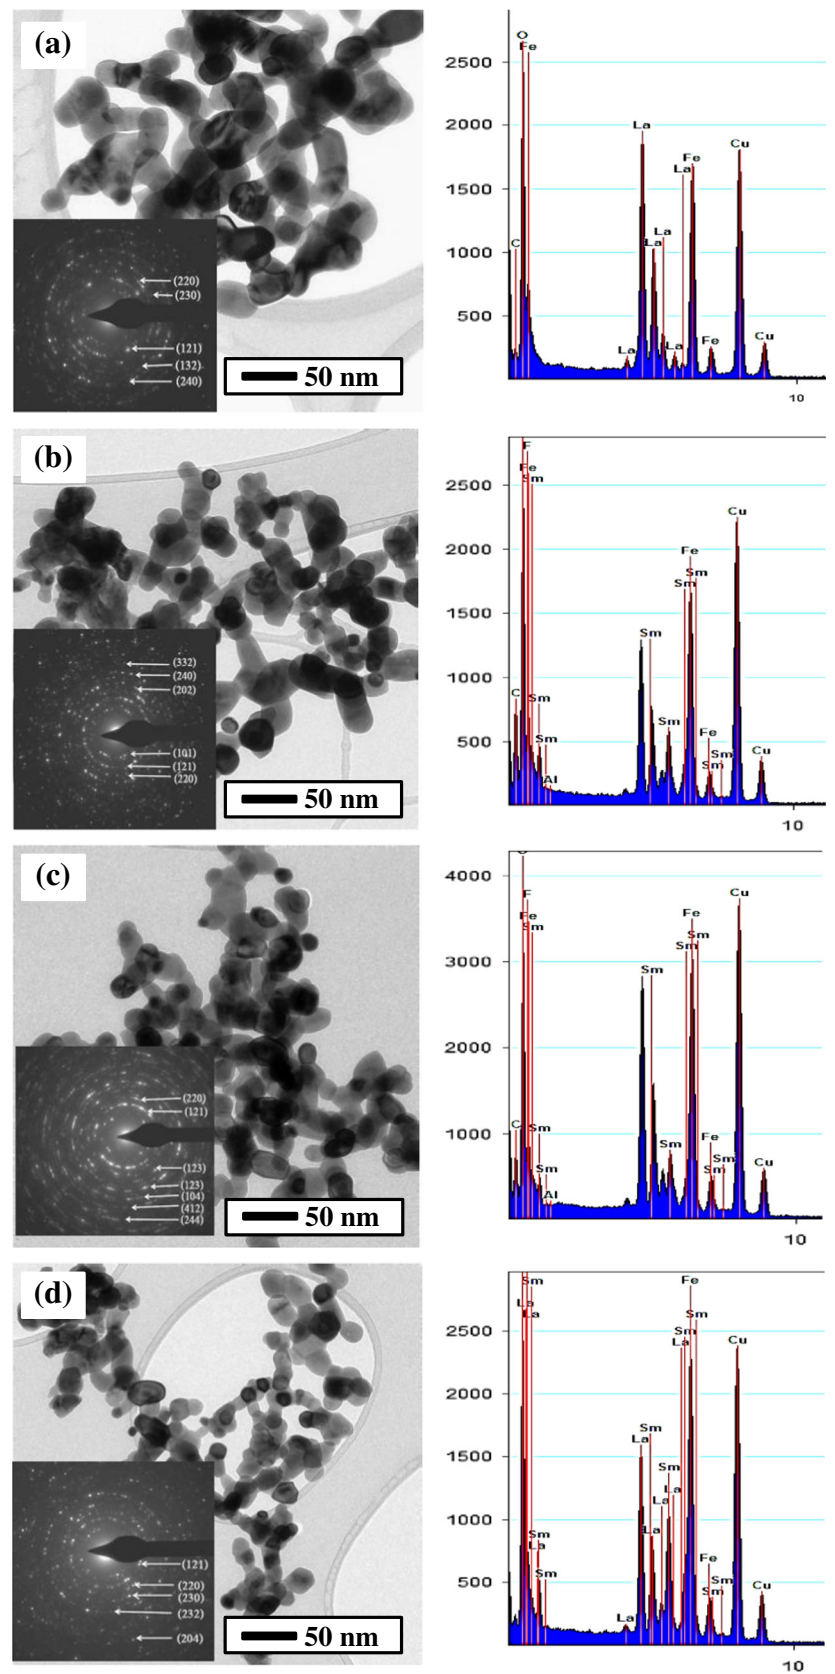 (a)
(220)
(230)
(121)
(132)
(240)
50 nm
2500
2000
1500
1000
500
O
Fe
C
La
La
La
La
Fe
Cu
La
La
Fe
Cu
10
(b)
(332)
(240)
(202)
(101)
(121)
(220)
50 nm
2500
2000
1500
1000
500
F
Fe
Sm
C
Sm
Sm
Al
Sm
Sm
Fe
Sm
Sm
Fe
Sm
Sm
Cu
Cu
10
(c)
(220)
(121)
(123)
(123)
(104)
(412)
(244)
50 nm
4000
3000
2000
1000
F
Fe
Sm
C
Sm
Sm
Al
Sm
Sm
Fe
Sm
Sm
Fe
Sm
Sm
Cu
Cu
10
(d)
(121)
(220)
(230)
(232)
(204)
50 nm
2500
2000
1500
1000
500
Sm
La
La
Sm
La
Sm
La
La
Sm
La
La
Sm
La
La
Sm
Fe
Sm
Fe
Sm
Sm
Cu
Cu
10